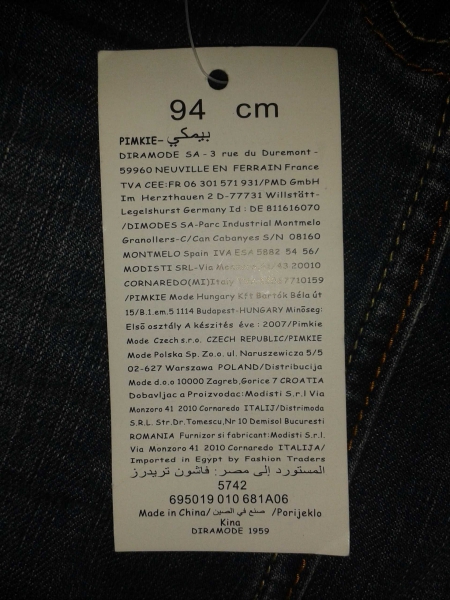 94 cm
PIMKIE-بيمكي
DIRAMODE SA-3 rue du Duremont-
59960 NEUVILLE EN FERRAIN France
TVA CEE:FR 06 301 571 931/PMD GmbH
Im Herzthauen 2 D-77731 Willstätt-
Legelshurst Germany Id : DE 811616070
/DIMODES SA-Parc Industrial Montmelo
Granollers-C/Can Cabanyes S/N 08160
MONTMELO Spain IVA ESA 5882 54 56/
MODISTI SRL-Via 20010
CORNAREDO(MI)Italy
/PIMKIE Mode Hungary Kft Bartók Béla út
15/B.1.em.5 1114 Budapest-HUNGARY Minőseg:
Első osztály A készités éve : 2007/Pimkie
Mode Czech s.r.o. CZECH REPUBLIC/PIMKIE
Mode Polska Sp. Zo.o. ul. Naruszewicza 5/5
02-627 Warszawa POLAND/Distribucija
Mode d.o.o 10000 Zagreb,Gorice 7 CROATIA
Dobavljac a Proizvodac:Modisti S.r.l Via
Monzoro 41 2010 Cornaredo ITALIJ/Distrimoda
S.R.L. Str.Dr.Tomescu,Nr 10 Demisol Bucuresti
ROMANIA Furnizor si fabricant:Modisti S.r.l.
Via Monzoro 41 2010 Cornaredo ITALIJA/
Imported in Egypt by Fashion Traders
المستورد إلى مصر: فاشون تريدرز
5742
695019 010 681A06
Made in China/ صنع في الصين /Porijeklo
Kina
DIRAMODE 1959